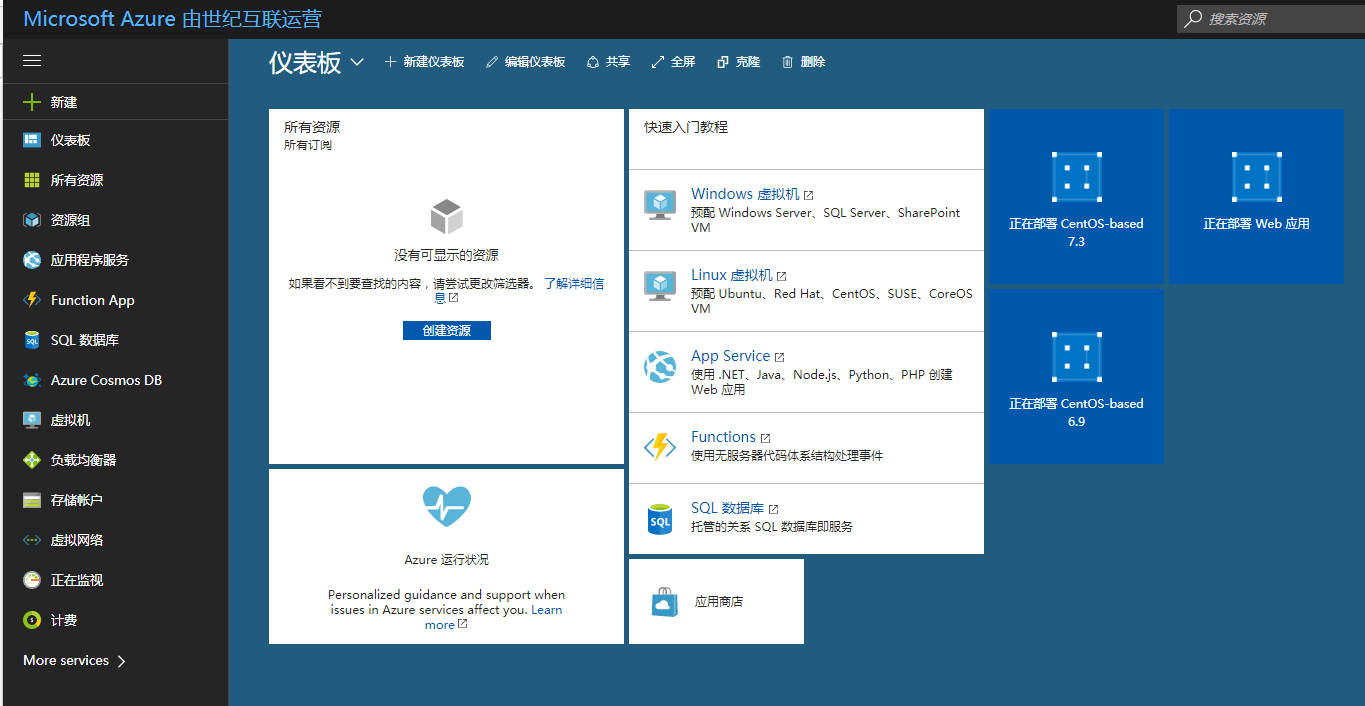 Microsoft Azure 由世纪互联运营
搜索资源
仪表板
新建仪表板
编辑仪表板
共享
全屏
克隆
删除
新建
仪表板
所有资源
资源组
应用程序服务
Function App
SQL 数据库
Azure Cosmos DB
虚拟机
负载均衡器
存储帐户
虚拟网络
正在监视
计费
More services
所有资源
所有订阅
没有可显示的资源
如果看不到要查找的内容，请尝试更改筛选器。 了解详细信
息
创建资源
Azure 运行状况
Personalized guidance and support when
issues in Azure services affect you. Learn
more
快速入门教程
Windows 虚拟机
预配 Windows Server、SQL Server、SharePoint
VM
Linux 虚拟机
预配 Ubuntu、Red Hat、CentOS、SUSE、CoreOS
VM
App Service
使用 .NET、Java、Node.js、Python、PHP 创建
Web 应用
Functions
使用无服务器代码体系结构处理事件
SQL
SQL 数据库
托管的关系 SQL 数据库即服务
应用商店
正在部署 CentOS-based
7.3
正在部署 Web 应用
正在部署 CentOS-based
6.9